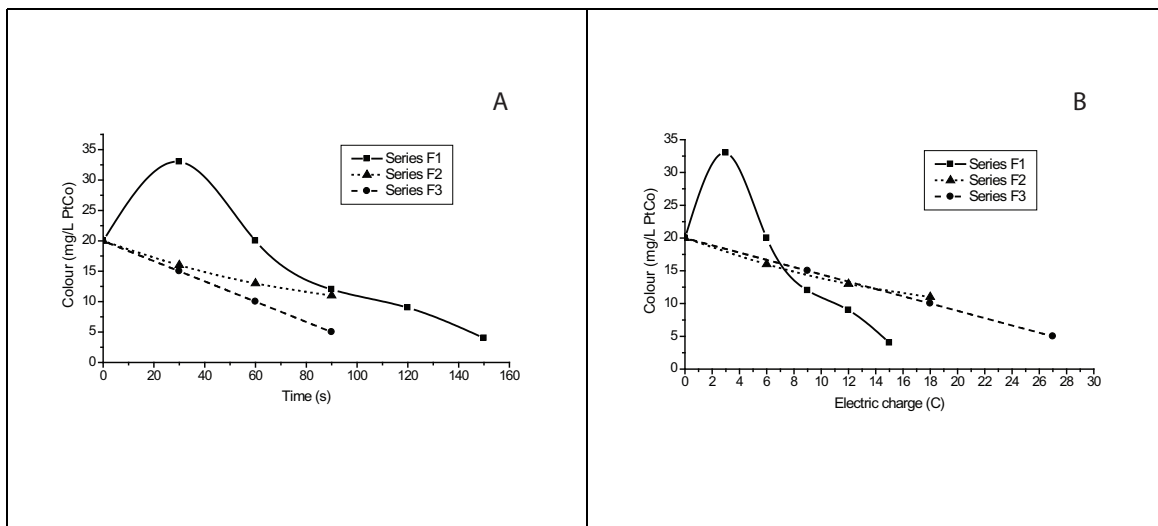 A
35
30
25
20
15
10
5
0
Colour (mg/L PtCo)
Series F1
Series F2
Series F3
0 20 40 60 80 100 120 140 160
Time (s)
B
35
30
25
20
15
10
5
0
Colour (mg/L PtCo)
Series F1
Series F2
Series F3
0 2 4 6 8 10 12 14 16 18 20 22 24 26 28 30
Electric charge (C)